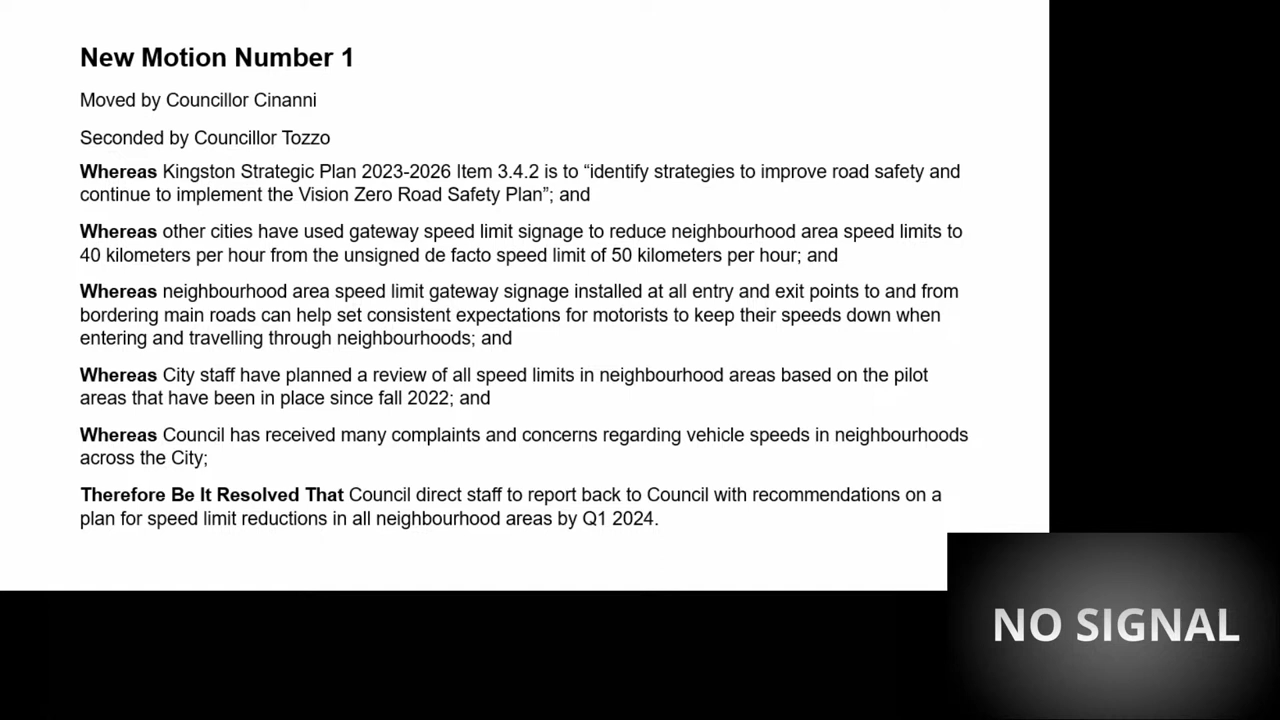 New Motion Number 1
Moved by Councillor Cinanni
Seconded by Councillor Tozzo
Whereas Kingston Strategic Plan 2023-2026 Item 3.4.2 is to “identify strategies to improve road safety and
continue to implement the Vision Zero Road Safety Plan”; and
Whereas other cities have used gateway speed limit signage to reduce neighbourhood area speed limits to
40 kilometers per hour from the unsigned de facto speed limit of 50 kilometers per hour; and
Whereas neighbourhood area speed limit gateway signage installed at all entry and exit points to and from
bordering main roads can help set consistent expectations for motorists to keep their speeds down when
entering and travelling through neighbourhoods; and
Whereas City staff have planned a review of all speed limits in neighbourhood areas based on the pilot
areas that have been in place since fall 2022; and
Whereas Council has received many complaints and concerns regarding vehicle speeds in neighbourhoods
across the City;
Therefore Be It Resolved That Council direct staff to report back to Council with recommendations on a
plan for speed limit reductions in all neighbourhood areas by Q1 2024.
NO SIGNAL